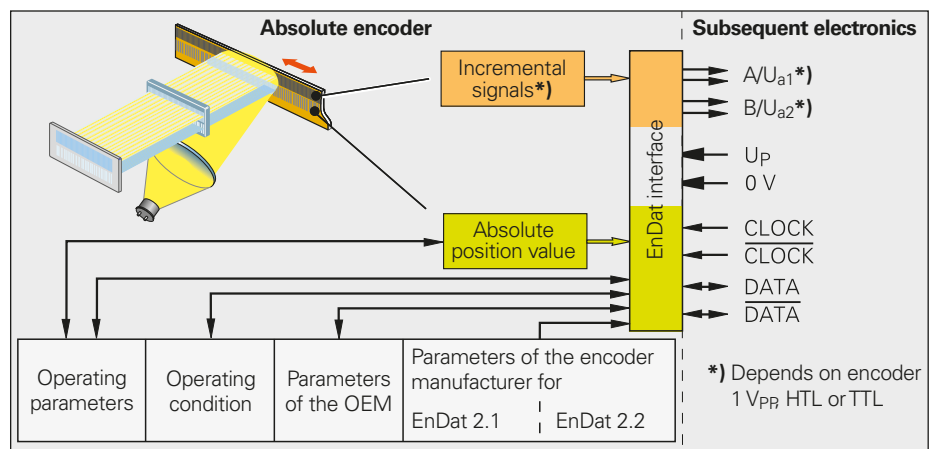 Absolute encoder
Subsequent electronics
Incremental
signals*)
A/Ua1*)
B/Ua2*)
UP
0 V
EnDat interface
Absolute
position value
CLOCK
CLOCK
DATA
DATA
Operating
parameters
Operating
condition
Parameters
of the OEM
Parameters of the encoder
manufacturer for
EnDat 2.1
EnDat 2.2
*) Depends on encoder
1 VPP, HTL or TTL